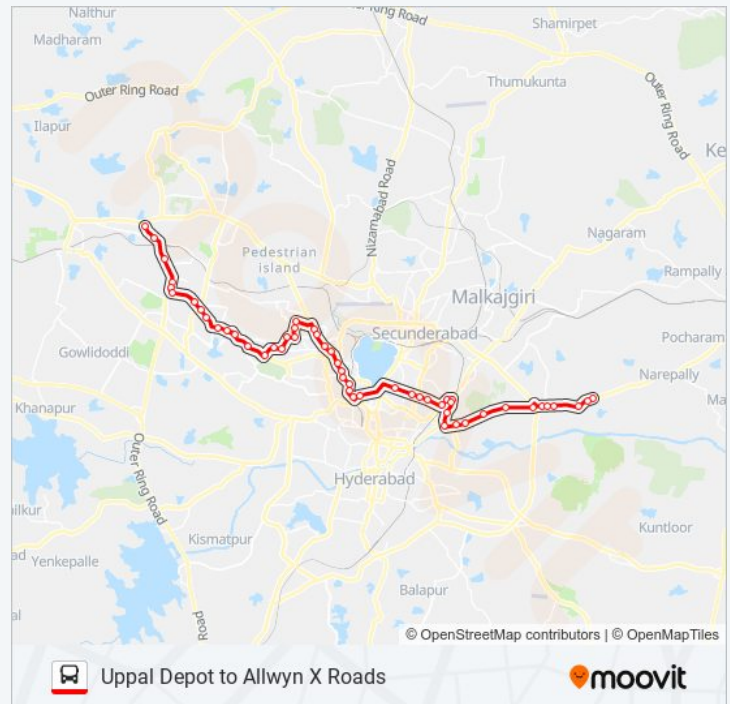 Nalthur
Outer Ring Road
Shamirpet
Madharam
Thumukunta
Outer Ring Road
Outer Ring Road
Ilapur
Ke
Nizamabad Road
Nagaram
Pedestrian
island
Rampally
Malkajgiri
Secunderabad
Pocharam
Gowlidoddi
Narepally
Ma
Khanapur
Outer Ring Road
Hyderabad
ilkur
Kuntloor
Kismatpur
ad
Yenkepalle
Balapur
al
Road
© OpenStreetMap contributors | © OpenMapTiles
Uppal Depot to Allwyn X Roads
moovit